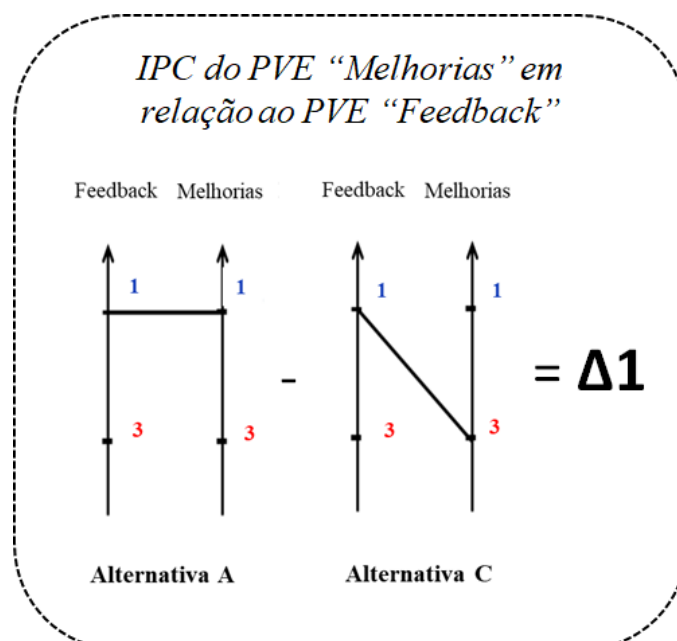 IPC do PVE “Melhorias” em
relação ao PVE “Feedback”
Feedback Melhorias Feedback Melhorias
1 1 1 1
- = Δ1
3 3 3 3
Alternativa A Alternativa C